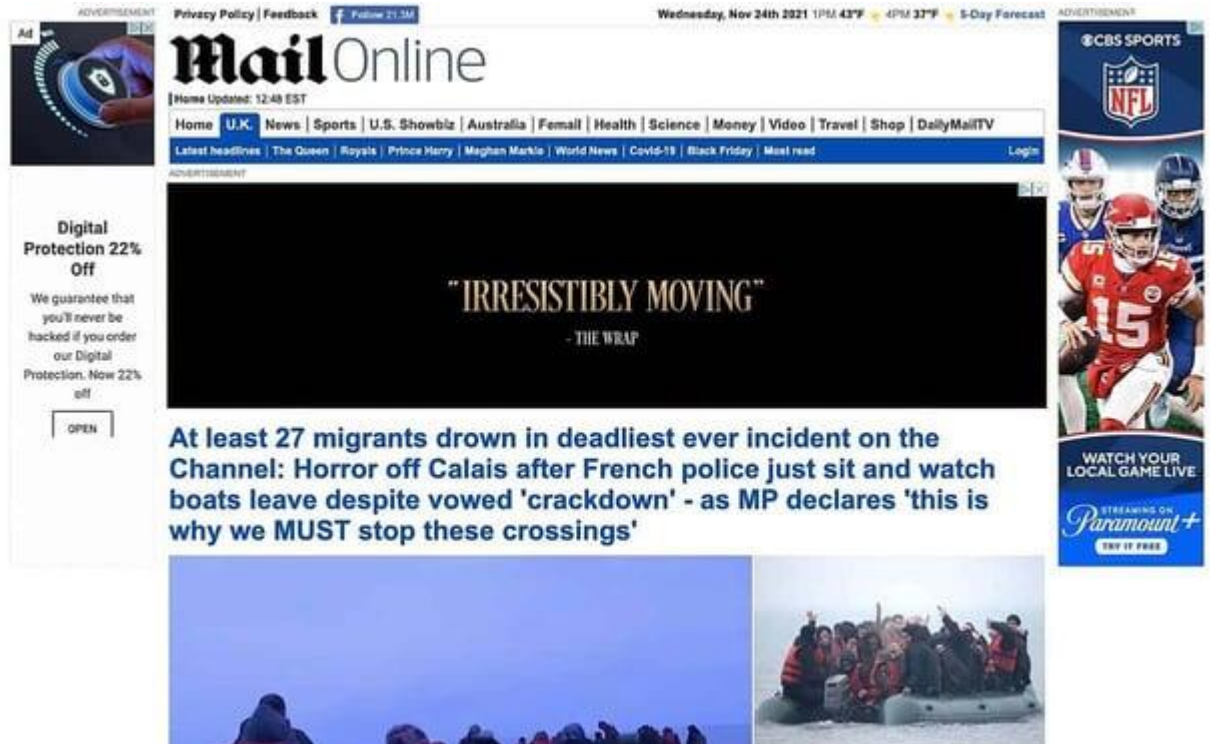 ADVERTISEMENT
Privacy Policy | Feedback
Follow 21.5M
Wednesday, Nov 24th 2021 1PM 43°F 4PM 37°F 5-Day Forecast
ADVERTISEMENT
Ad
MailOnline
Home Updated: 12:48 EST
Home U.K. News | Sports | U.S. Showbiz | Australia | Femail | Health | Science | Money | Video | Travel | Shop | DailyMailTV
Latest headlines | The Queen | Royals | Prince Harry | Meghan Markle | World News | Covid-19 | Black Friday | Most read Login
ADVERTISEMENT
Digital
Protection 22%
Off
We guarantee that
you'll never be
hacked if you order
our Digital
Protection. Now 22%
off
OPEN
"IRRESISTIBLY MOVING"
- THE WRAP
At least 27 migrants drown in deadliest ever incident on the
Channel: Horror off Calais after French police just sit and watch
boats leave despite vowed 'crackdown' - as MP declares 'this is
why we MUST stop these crossings'
CBS SPORTS
NFL
15
15
WATCH YOUR
LOCAL GAME LIVE
STREAMING ON
Paramount+
TRY IT FREE